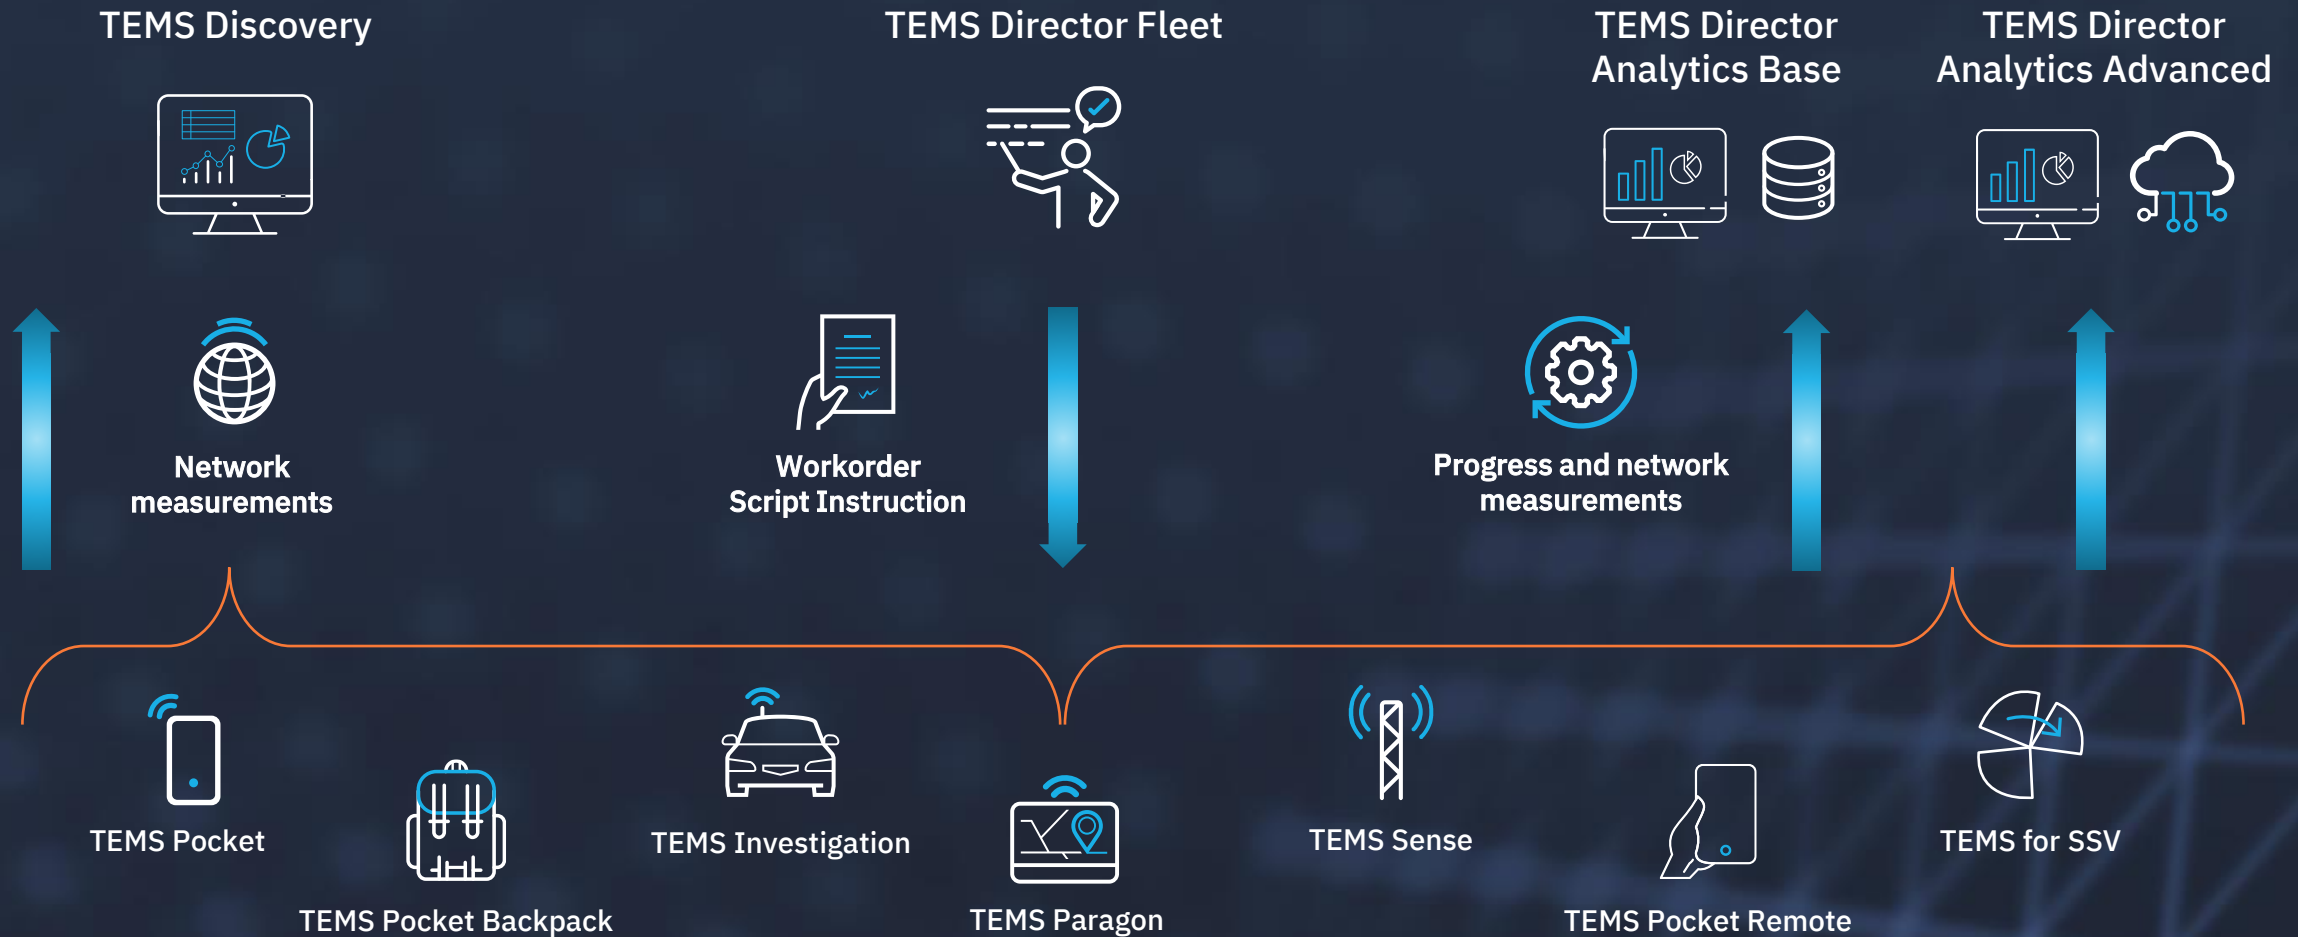 TEMS Discovery
TEMS Director Fleet
TEMS Director
Analytics Base
TEMS Director
Analytics Advanced
Network
measurements
Workorder
Script Instruction
Progress and network
measurements
TEMS Pocket
TEMS Pocket Backpack
TEMS Investigation
TEMS Paragon
TEMS Sense
TEMS Pocket Remote
TEMS for SSV